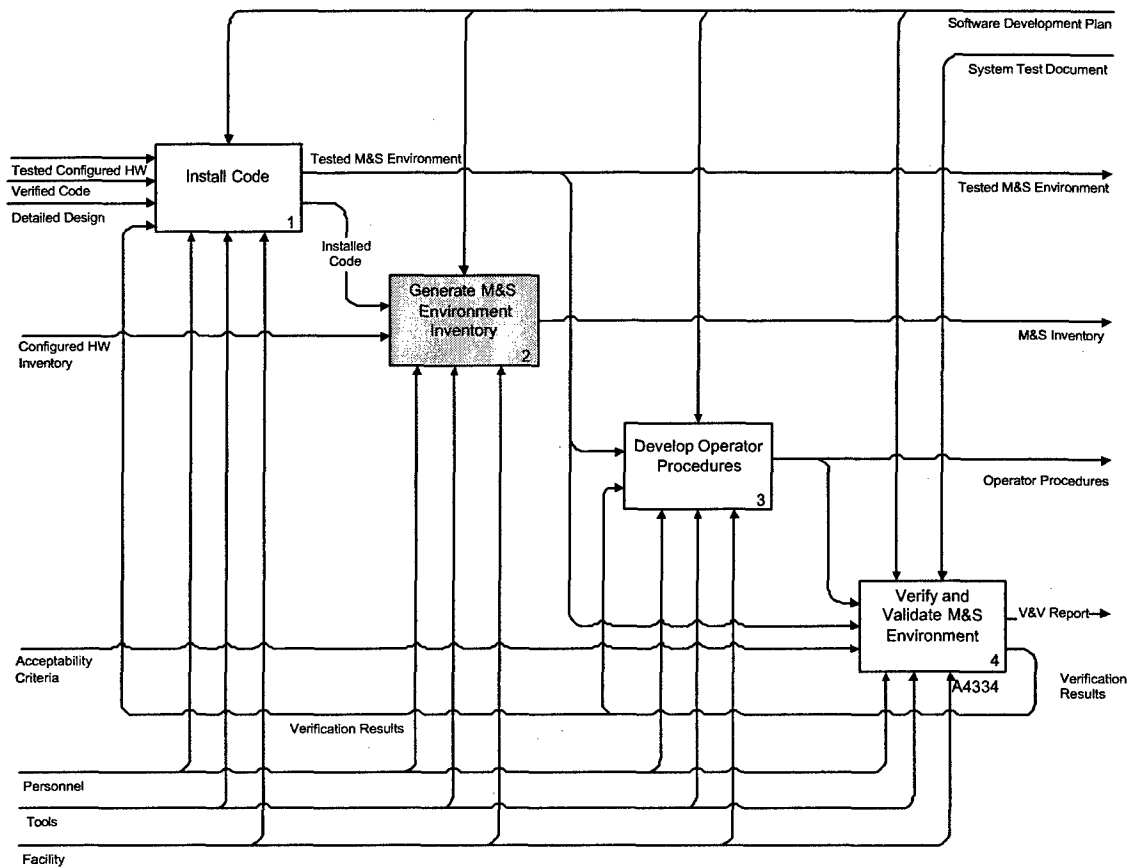 Software Development Plan
System Test Document
Tested Configured HW
Verified Code
Detailed Design
Install Code
1
Tested M&S Environment
Tested M&S Environment
Installed
Code
Generate M&S
Environment
Inventory
2
Configured HW
Inventory
M&S Inventory
Develop Operator
Procedures
3
Operator Procedures
Verify and
Validate M&S
Environment
4
A4334
V&V Report
Acceptability
Criteria
Verification
Results
Verification Results
Personnel
Tools
Facility